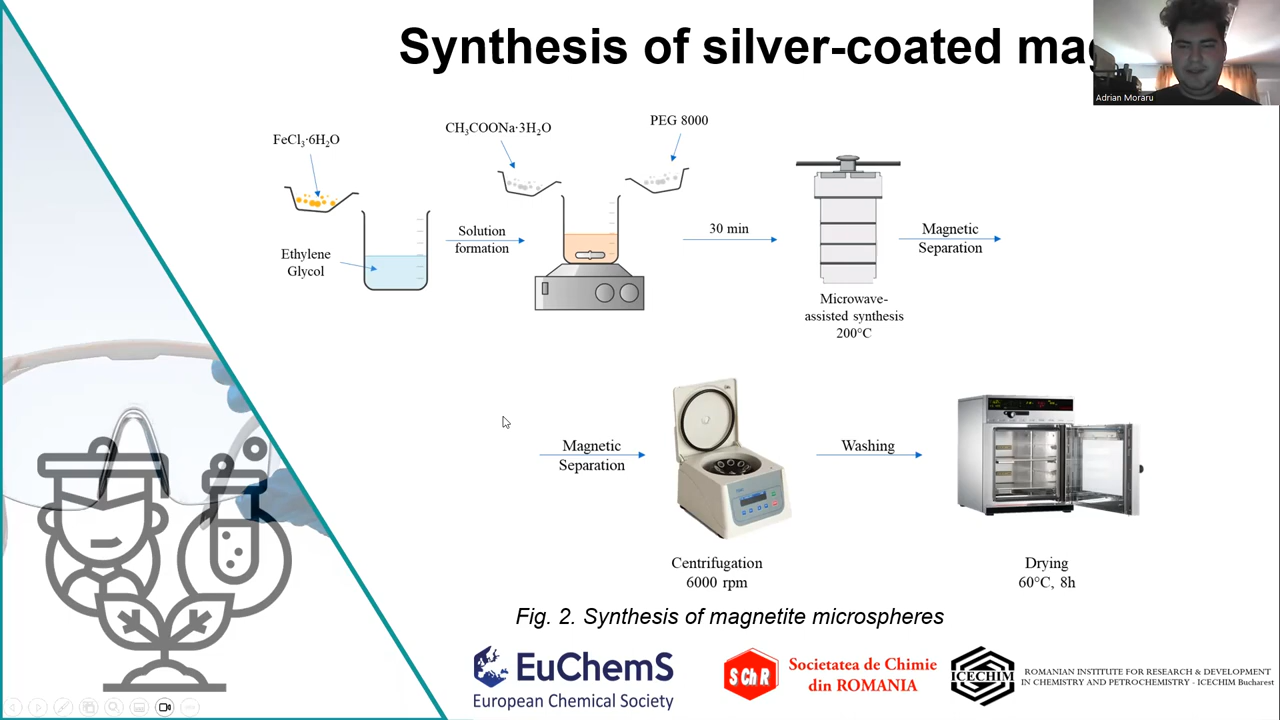 Synthesis of silver-coated mag
Adrian Moraru
FeCl₃·6H₂O
CH₃COONa·3H₂O
PEG 8000
Ethylene
Glycol
Solution
formation
30 min
Magnetic
Separation
Microwave-
assisted synthesis
200°C
Magnetic
Separation
Washing
Centrifugation
6000 rpm
Drying
60°C, 8h
Fig. 2. Synthesis of magnetite microspheres
EuChemS
European Chemical Society
SChR
Societatea de Chimie
din ROMANIA
ICECHIM
ROMANIAN INSTITUTE FOR RESEARCH & DEVELOPMENT
IN CHEMISTRY AND PETROCHEMISTRY - ICECHIM Bucharest